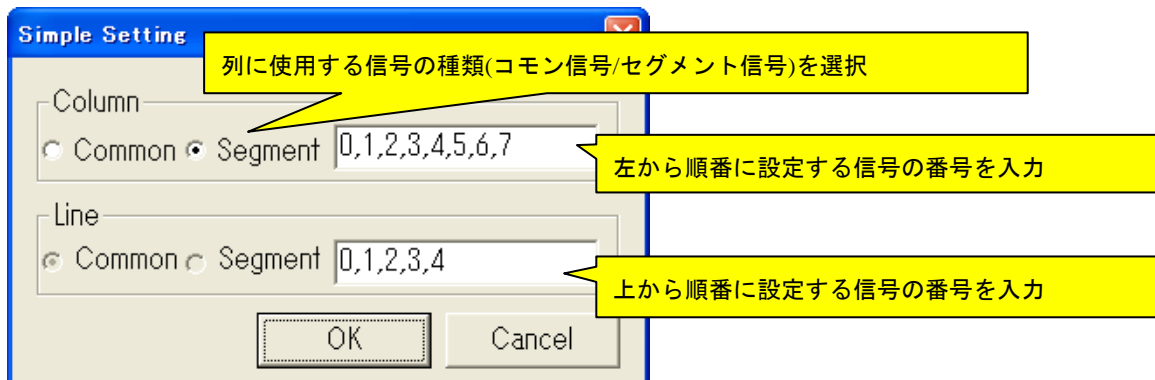 Simple Setting
列に使用する信号の種類(コモン信号/セグメント信号)を選択
Column
Common Segment 0,1,2,3,4,5,6,7
左から順番に設定する信号の番号を入力
Line
Common Segment 0,1,2,3,4
上から順番に設定する信号の番号を入力
OK Cancel